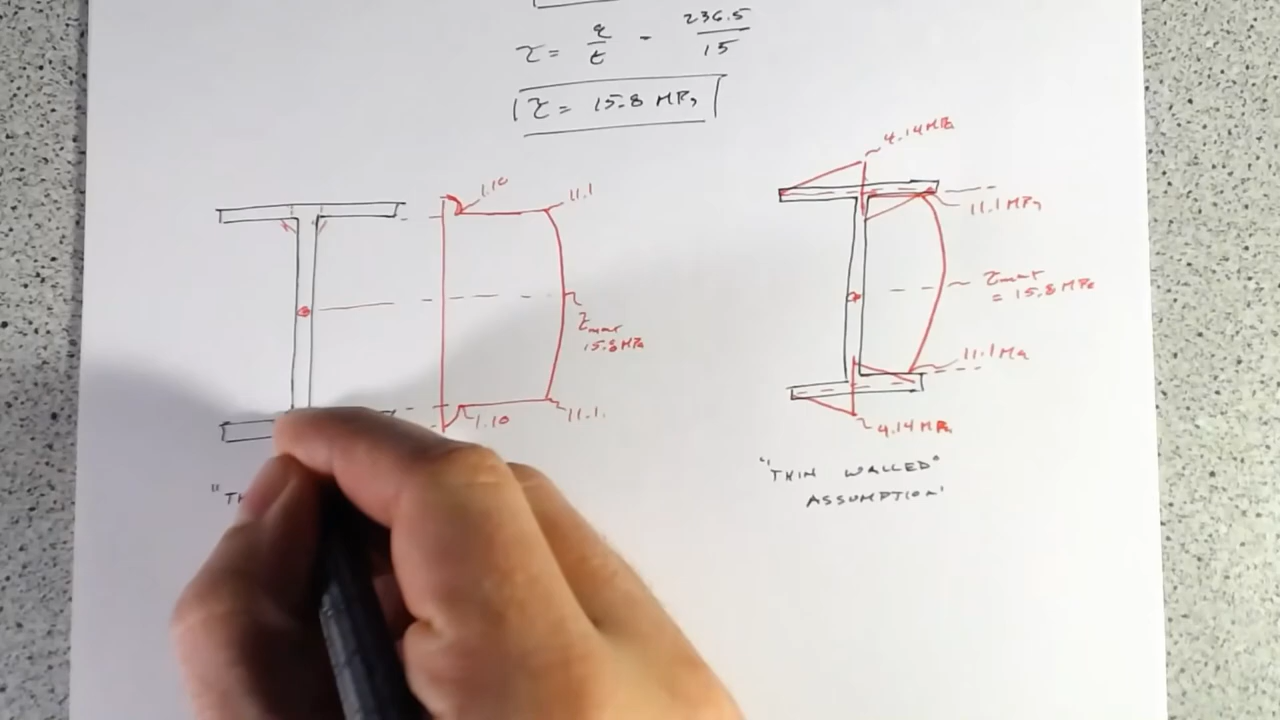 τ = q/t - 236.5/15
τ = 15.8 MPa
1.10
11.1
τmax
15.8 MPa
1.10
11.1.
"TH
4.14 MPa
11.1 MPa
τmax
= 15.8 MPa
11.1 MPa
4.14 MPa
"THIN WALLED"
ASSUMPTION'